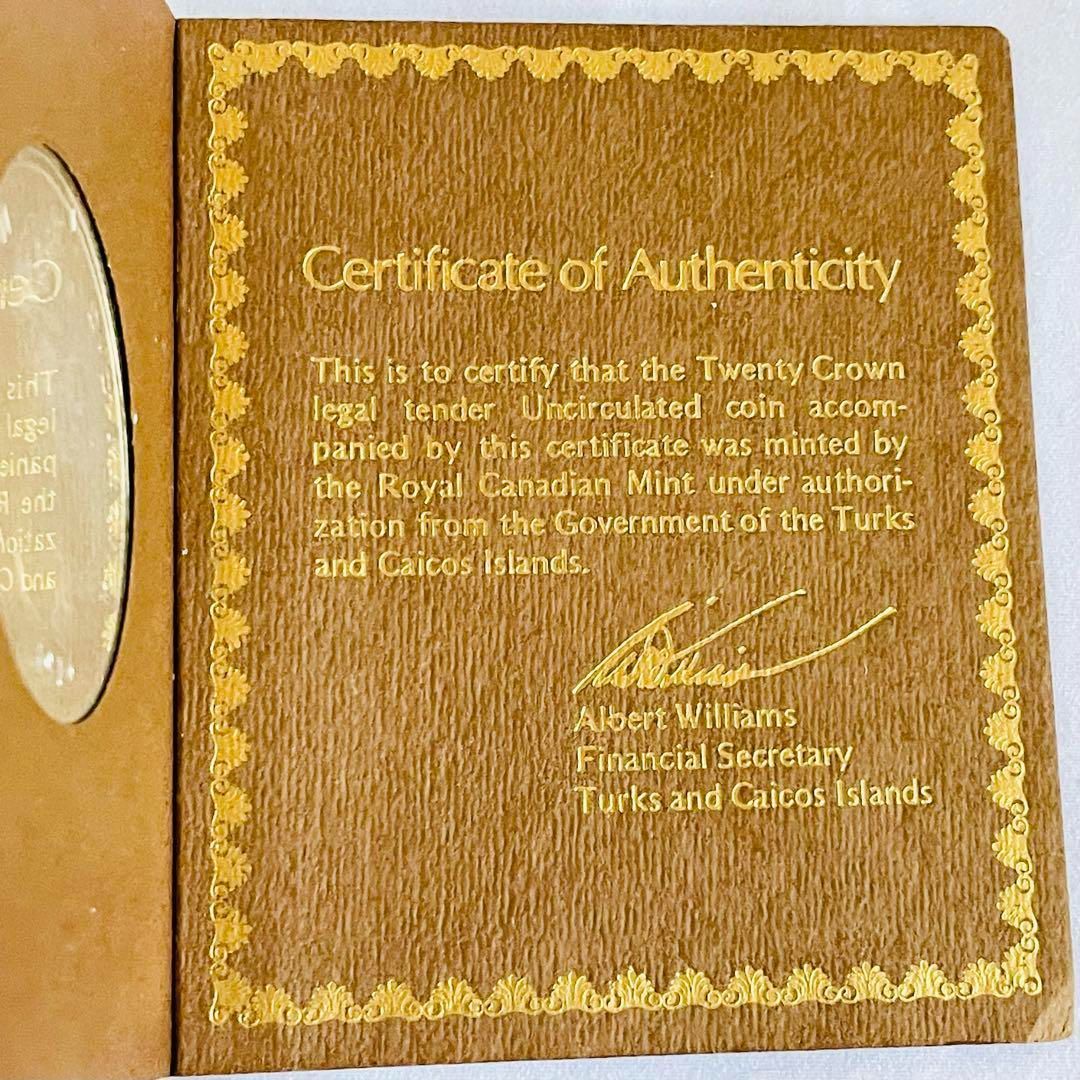 Certificate of Authenticity
This is to certify that the Twenty Crown
legal tender Uncirculated coin accom-
panied by this certificate was minted by
the Royal Canadian Mint under authori-
zation from the Government of the Turks
and Caicos Islands.
Albert Williams
Financial Secretary
Turks and Caicos Islands